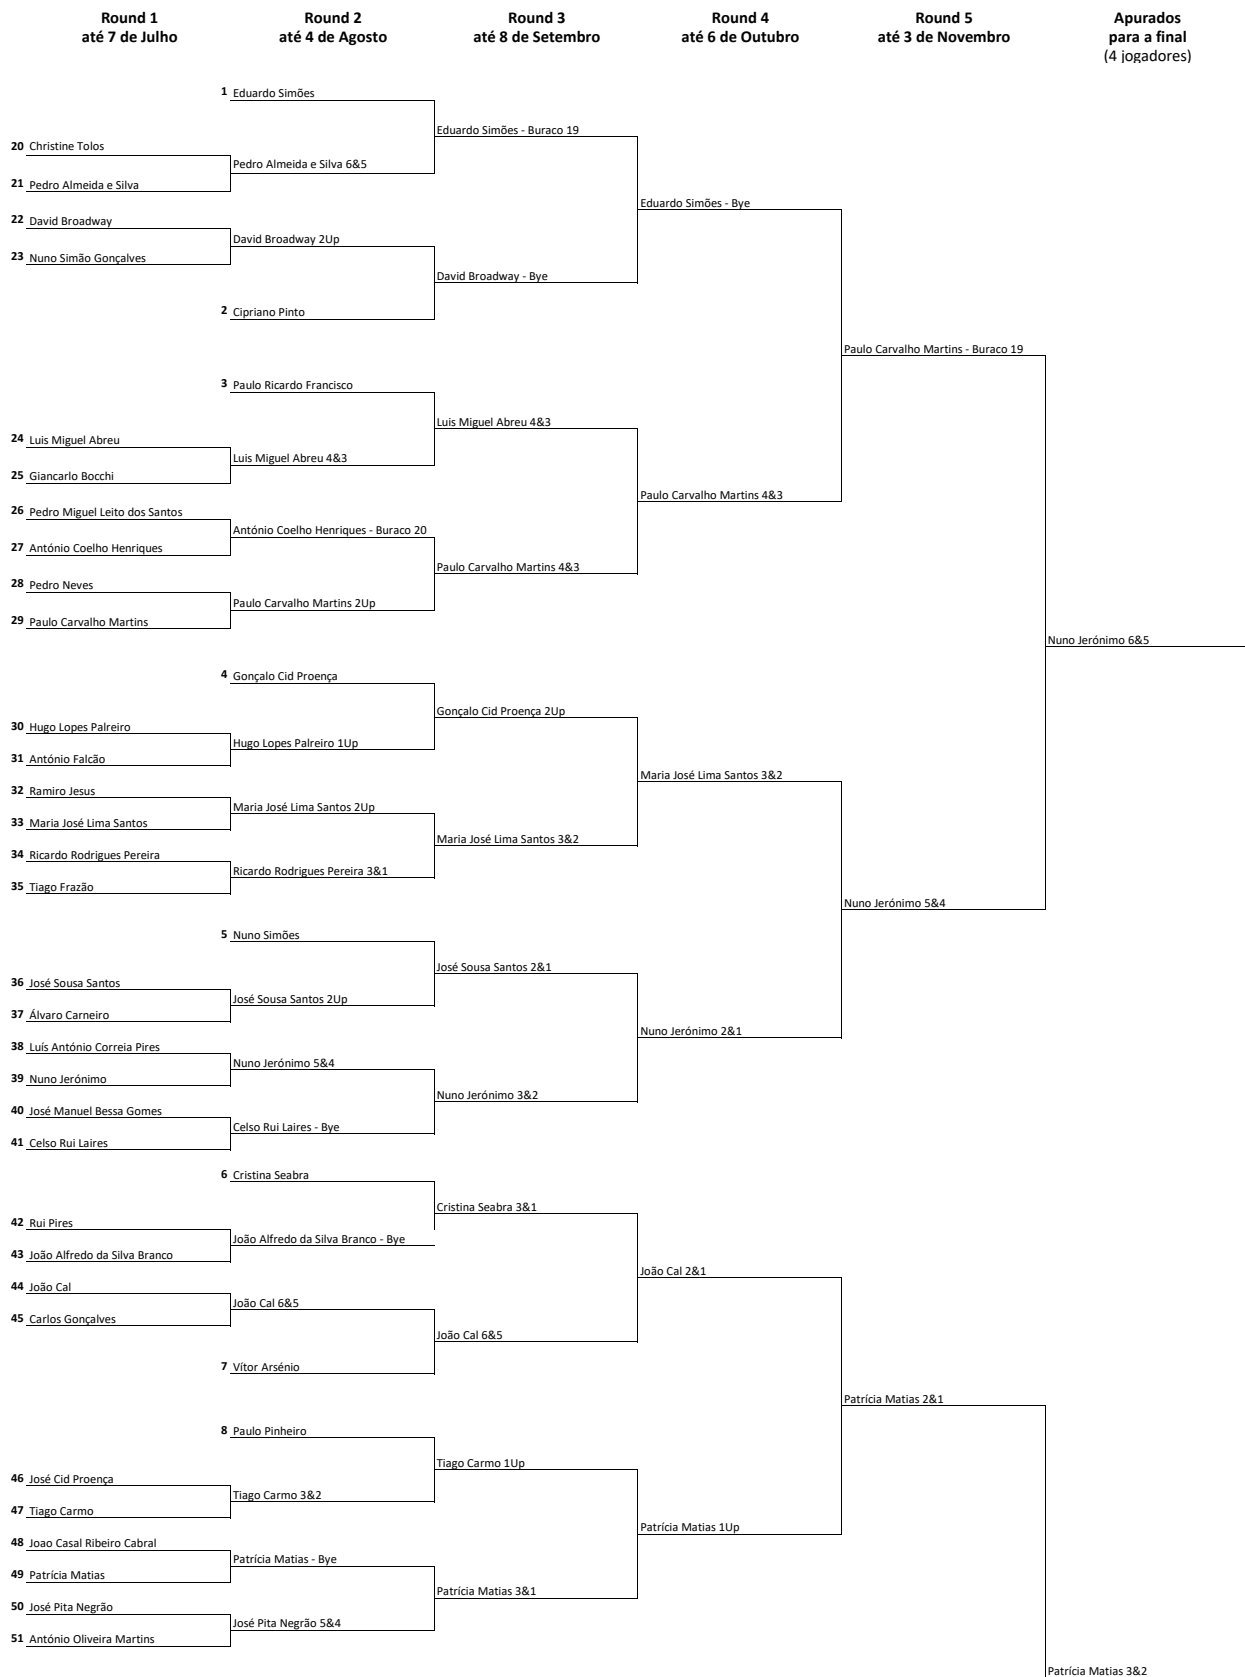 Round 1
até 7 de Julho
Round 2
até 4 de Agosto
Round 3
até 8 de Setembro
Round 4
até 6 de Outubro
Round 5
até 3 de Novembro
Apurados
para a final
(4 jogadores)
1 Eduardo Simões
Eduardo Simões - Buraco 19
20 Christine Tolos
Pedro Almeida e Silva 6&5
21 Pedro Almeida e Silva
Eduardo Simões - Bye
22 David Broadway
David Broadway 2Up
23 Nuno Simão Gonçalves
David Broadway - Bye
2 Cipriano Pinto
Paulo Carvalho Martins - Buraco 19
3 Paulo Ricardo Francisco
Luis Miguel Abreu 4&3
24 Luis Miguel Abreu
Luis Miguel Abreu 4&3
25 Giancarlo Bocchi
Paulo Carvalho Martins 4&3
26 Pedro Miguel Leito dos Santos
António Coelho Henriques - Buraco 20
27 António Coelho Henriques
Paulo Carvalho Martins 4&3
28 Pedro Neves
Paulo Carvalho Martins 2Up
29 Paulo Carvalho Martins
Nuno Jerónimo 6&5
4 Gonçalo Cid Proença
Gonçalo Cid Proença 2Up
30 Hugo Lopes Palreiro
Hugo Lopes Palreiro 1Up
31 António Falcão
Maria José Lima Santos 3&2
32 Ramiro Jesus
Maria José Lima Santos 2Up
33 Maria José Lima Santos
Maria José Lima Santos 3&2
34 Ricardo Rodrigues Pereira
Ricardo Rodrigues Pereira 3&1
35 Tiago Frazão
Nuno Jerónimo 5&4
5 Nuno Simões
José Sousa Santos 2&1
36 José Sousa Santos
José Sousa Santos 2Up
37 Álvaro Carneiro
Nuno Jerónimo 2&1
38 Luís António Correia Pires
Nuno Jerónimo 5&4
39 Nuno Jerónimo
Nuno Jerónimo 3&2
40 José Manuel Bessa Gomes
Celso Rui Laires - Bye
41 Celso Rui Laires
6 Cristina Seabra
Cristina Seabra 3&1
42 Rui Pires
João Alfredo da Silva Branco - Bye
43 João Alfredo da Silva Branco
João Cal 2&1
44 João Cal
João Cal 6&5
45 Carlos Gonçalves
João Cal 6&5
7 Vítor Arsénio
Patrícia Matias 2&1
8 Paulo Pinheiro
Tiago Carmo 1Up
46 José Cid Proença
Tiago Carmo 3&2
47 Tiago Carmo
Patrícia Matias 1Up
48 Joao Casal Ribeiro Cabral
Patrícia Matias - Bye
49 Patrícia Matias
Patrícia Matias 3&1
50 José Pita Negrão
José Pita Negrão 5&4
51 António Oliveira Martins
Patrícia Matias 3&2